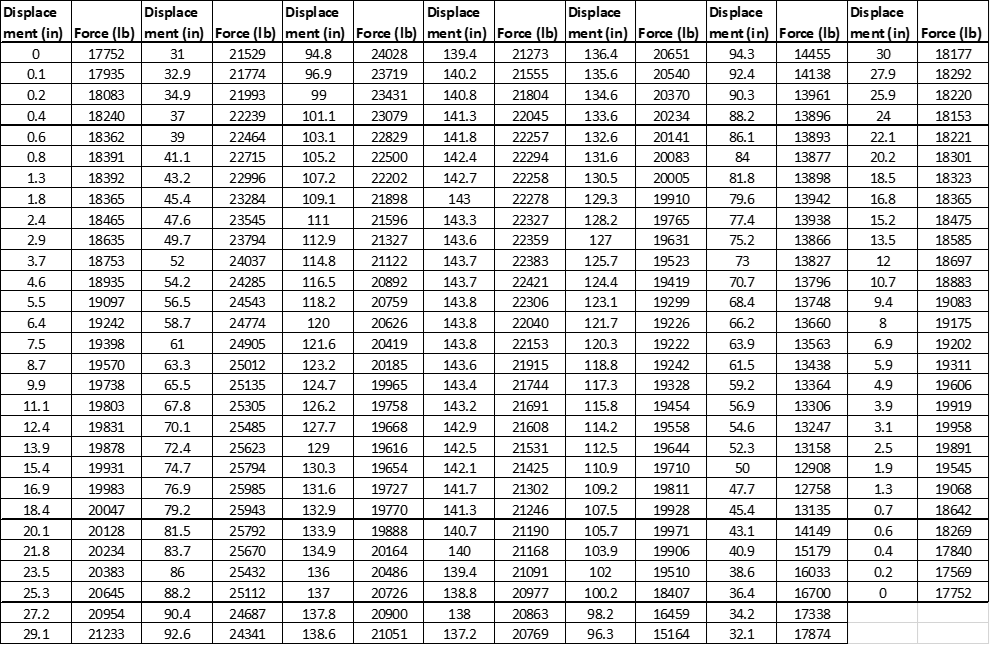 Displace Displace Displace Displace Displace Displace Displace
ment (in) Force (lb) ment (in) Force (lb) ment (in) Force (lb) ment (in) Force (lb) ment (in) Force (lb) ment (in) Force (lb) ment (in) Force (lb)
0 17752 31 21529 94.8 24028 139.4 21273 136.4 20651 94.3 14455 30 18177
0.1 17935 32.9 21774 96.9 23719 140.2 21555 135.6 20540 92.4 14138 27.9 18292
0.2 18083 34.9 21993 99 23431 140.8 21804 134.6 20370 90.3 13961 25.9 18220
0.4 18240 37 22239 101.1 23079 141.3 22045 133.6 20234 88.2 13896 24 18153
0.6 18362 39 22464 103.1 22829 141.8 22257 132.6 20141 86.1 13893 22.1 18221
0.8 18391 41.1 22715 105.2 22500 142.4 22294 131.6 20083 84 13877 20.2 18301
1.3 18392 43.2 22996 107.2 22202 142.7 22258 130.5 20005 81.8 13898 18.5 18323
1.8 18365 45.4 23284 109.1 21898 143 22278 129.3 19910 79.6 13942 16.8 18365
2.4 18465 47.6 23545 111 21596 143.3 22327 128.2 19765 77.4 13938 15.2 18475
2.9 18635 49.7 23794 112.9 21327 143.6 22359 127 19631 75.2 13866 13.5 18585
3.7 18753 52 24037 114.8 21122 143.7 22383 125.7 19523 73 13827 12 18697
4.6 18935 54.2 24285 116.5 20892 143.7 22421 124.4 19419 70.7 13796 10.7 18883
5.5 19097 56.5 24543 118.2 20759 143.8 22306 123.1 19299 68.4 13748 9.4 19083
6.4 19242 58.7 24774 120 20626 143.8 22040 121.7 19226 66.2 13660 8 19175
7.5 19398 61 24905 121.6 20419 143.8 22153 120.3 19222 63.9 13563 6.9 19202
8.7 19570 63.3 25012 123.2 20185 143.6 21915 118.8 19242 61.5 13438 5.9 19311
9.9 19738 65.5 25135 124.7 19965 143.4 21744 117.3 19328 59.2 13364 4.9 19606
11.1 19803 67.8 25305 126.2 19758 143.2 21691 115.8 19454 56.9 13306 3.9 19919
12.4 19831 70.1 25485 127.7 19668 142.9 21608 114.2 19558 54.6 13247 3.1 19958
13.9 19878 72.4 25623 129 19616 142.5 21531 112.5 19644 52.3 13158 2.5 19891
15.4 19931 74.7 25794 130.3 19654 142.1 21425 110.9 19710 50 12908 1.9 19545
16.9 19983 76.9 25985 131.6 19727 141.7 21302 109.2 19811 47.7 12758 1.3 19068
18.4 20047 79.2 25943 132.9 19770 141.3 21246 107.5 19928 45.4 13135 0.7 18642
20.1 20128 81.5 25792 133.9 19888 140.7 21190 105.7 19971 43.1 14149 0.6 18269
21.8 20234 83.7 25670 134.9 20164 140 21168 103.9 19906 40.9 15179 0.4 17840
23.5 20383 86 25432 136 20486 139.4 21091 102 19510 38.6 16033 0.2 17569
25.3 20645 88.2 25112 137 20726 138.8 20977 100.2 18407 36.4 16700 0 17752
27.2 20954 90.4 24687 137.8 20900 138 20863 98.2 16459 34.2 17338
29.1 21233 92.6 24341 138.6 21051 137.2 20769 96.3 15164 32.1 17874